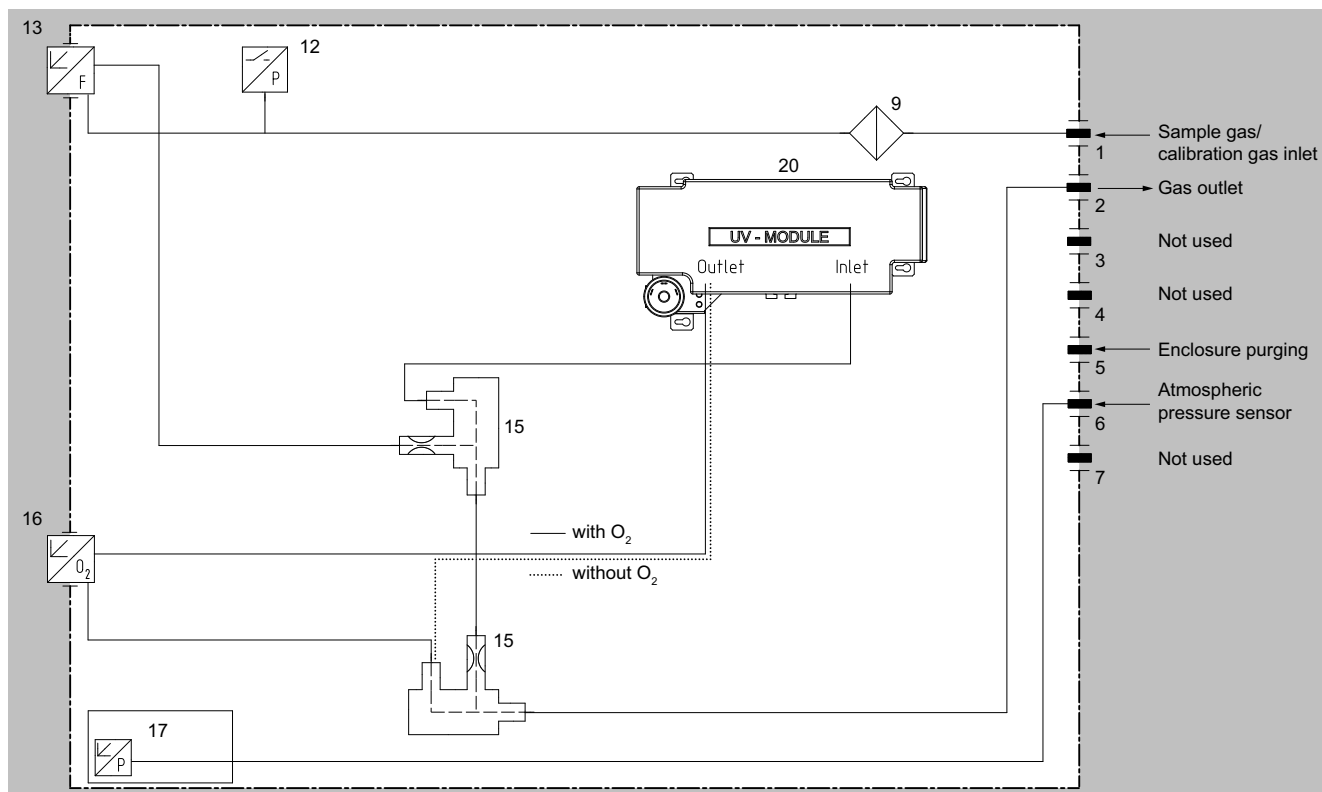 13
F
12
P
9
1
Sample gas/
calibration gas inlet
20
UV - MODULE
Outlet
Inlet
2
Gas outlet
3
Not used
4
Not used
5
Enclosure purging
6
Atmospheric
pressure sensor
7
Not used
15
16
O2
with O2
without O2
15
17
P